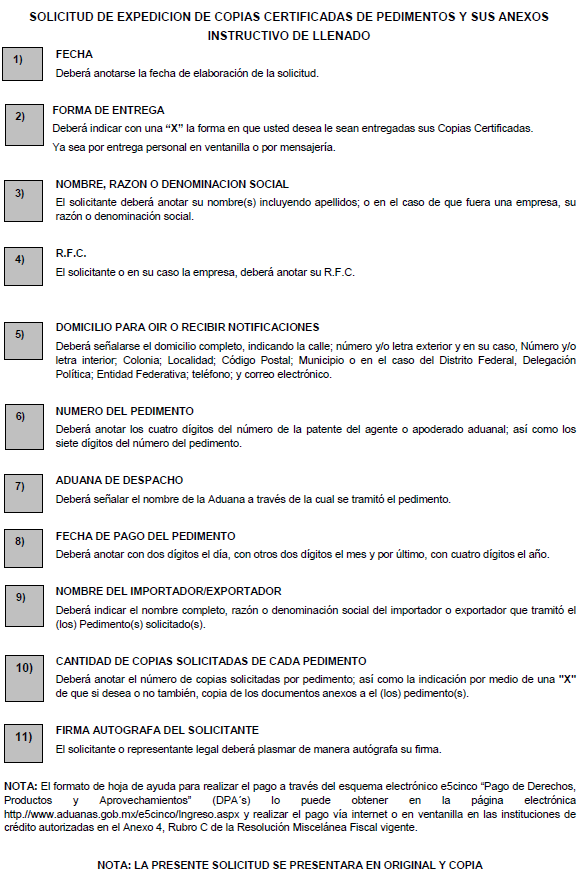 SOLICITUD DE EXPEDICION DE COPIAS CERTIFICADAS DE PEDIMENTOS Y SUS ANEXOS
INSTRUCTIVO DE LLENADO
1)
FECHA
Deberá anotarse la fecha de elaboración de la solicitud.
2)
FORMA DE ENTREGA
Deberá indicar con una “X” la forma en que usted desea le sean entregadas sus Copias Certificadas.
Ya sea por entrega personal en ventanilla o por mensajería.
3)
NOMBRE, RAZON O DENOMINACION SOCIAL
El solicitante deberá anotar su nombre(s) incluyendo apellidos; o en el caso de que fuera una empresa, su
razón o denominación social.
4)
R.F.C.
El solicitante o en su caso la empresa, deberá anotar su R.F.C.
5)
DOMICILIO PARA OIR O RECIBIR NOTIFICACIONES
Deberá señalarse el domicilio completo, indicando la calle; número y/o letra exterior y en su caso, Número y/o
letra interior; Colonia; Localidad; Código Postal; Municipio o en el caso del Distrito Federal, Delegación
Política; Entidad Federativa; teléfono; y correo electrónico.
6)
NUMERO DEL PEDIMENTO
Deberá anotar los cuatro dígitos del número de la patente del agente o apoderado aduanal; así como los
siete dígitos del número del pedimento.
7)
ADUANA DE DESPACHO
Deberá señalar el nombre de la Aduana a través de la cual se tramitó el pedimento.
8)
FECHA DE PAGO DEL PEDIMENTO
Deberá anotar con dos dígitos el día, con otros dos dígitos el mes y por último, con cuatro dígitos el año.
9)
NOMBRE DEL IMPORTADOR/EXPORTADOR
Deberá indicar el nombre completo, razón o denominación social del importador o exportador que tramitó el
(los) Pedimento(s) solicitado(s).
10)
CANTIDAD DE COPIAS SOLICITADAS DE CADA PEDIMENTO
Deberá anotar el número de copias solicitadas por pedimento; así como la indicación por medio de una "X"
de que si desea o no también, copia de los documentos anexos a el (los) pedimento(s).
11)
FIRMA AUTOGRAFA DEL SOLICITANTE
El solicitante o representante legal deberá plasmar de manera autógrafa su firma.
NOTA: El formato de hoja de ayuda para realizar el pago a través del esquema electrónico e5cinco “Pago de Derechos,
Productos y Aprovechamientos” (DPA´s) lo puede obtener en la página electrónica
http://www.aduanas.gob.mx/e5cinco/Ingreso.aspx y realizar el pago vía internet o en ventanilla en las instituciones de
crédito autorizadas en el Anexo 4, Rubro C de la Resolución Miscelánea Fiscal vigente.
NOTA: LA PRESENTE SOLICITUD SE PRESENTARA EN ORIGINAL Y COPIA